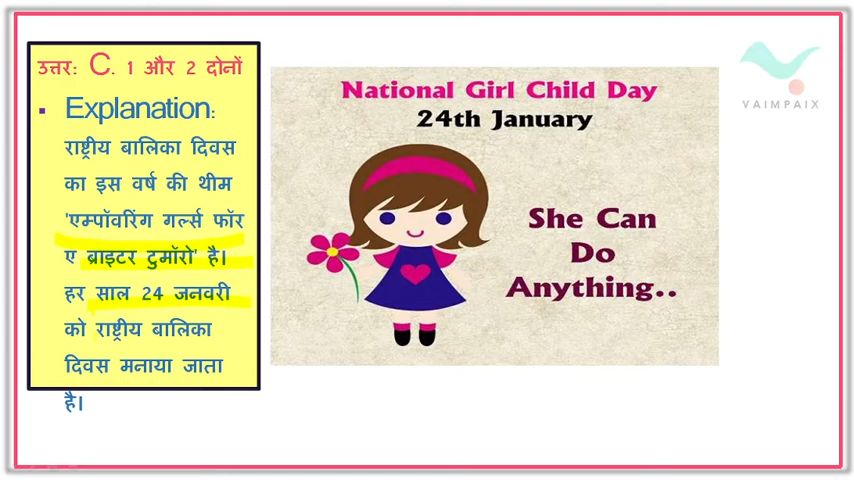 उत्तर: C. 1 और 2 दोनों
▪ Explanation:
राष्ट्रीय बालिका दिवस
का इस वर्ष की थीम
'एम्पॉवरिंग गर्ल्स फॉर
ए ब्राइटर टुमॉरो' है।
हर साल 24 जनवरी
को राष्ट्रीय बालिका
दिवस मनाया जाता
है।
National Girl Child Day
24th January
She Can
Do
Anything..
VAIMPAIX